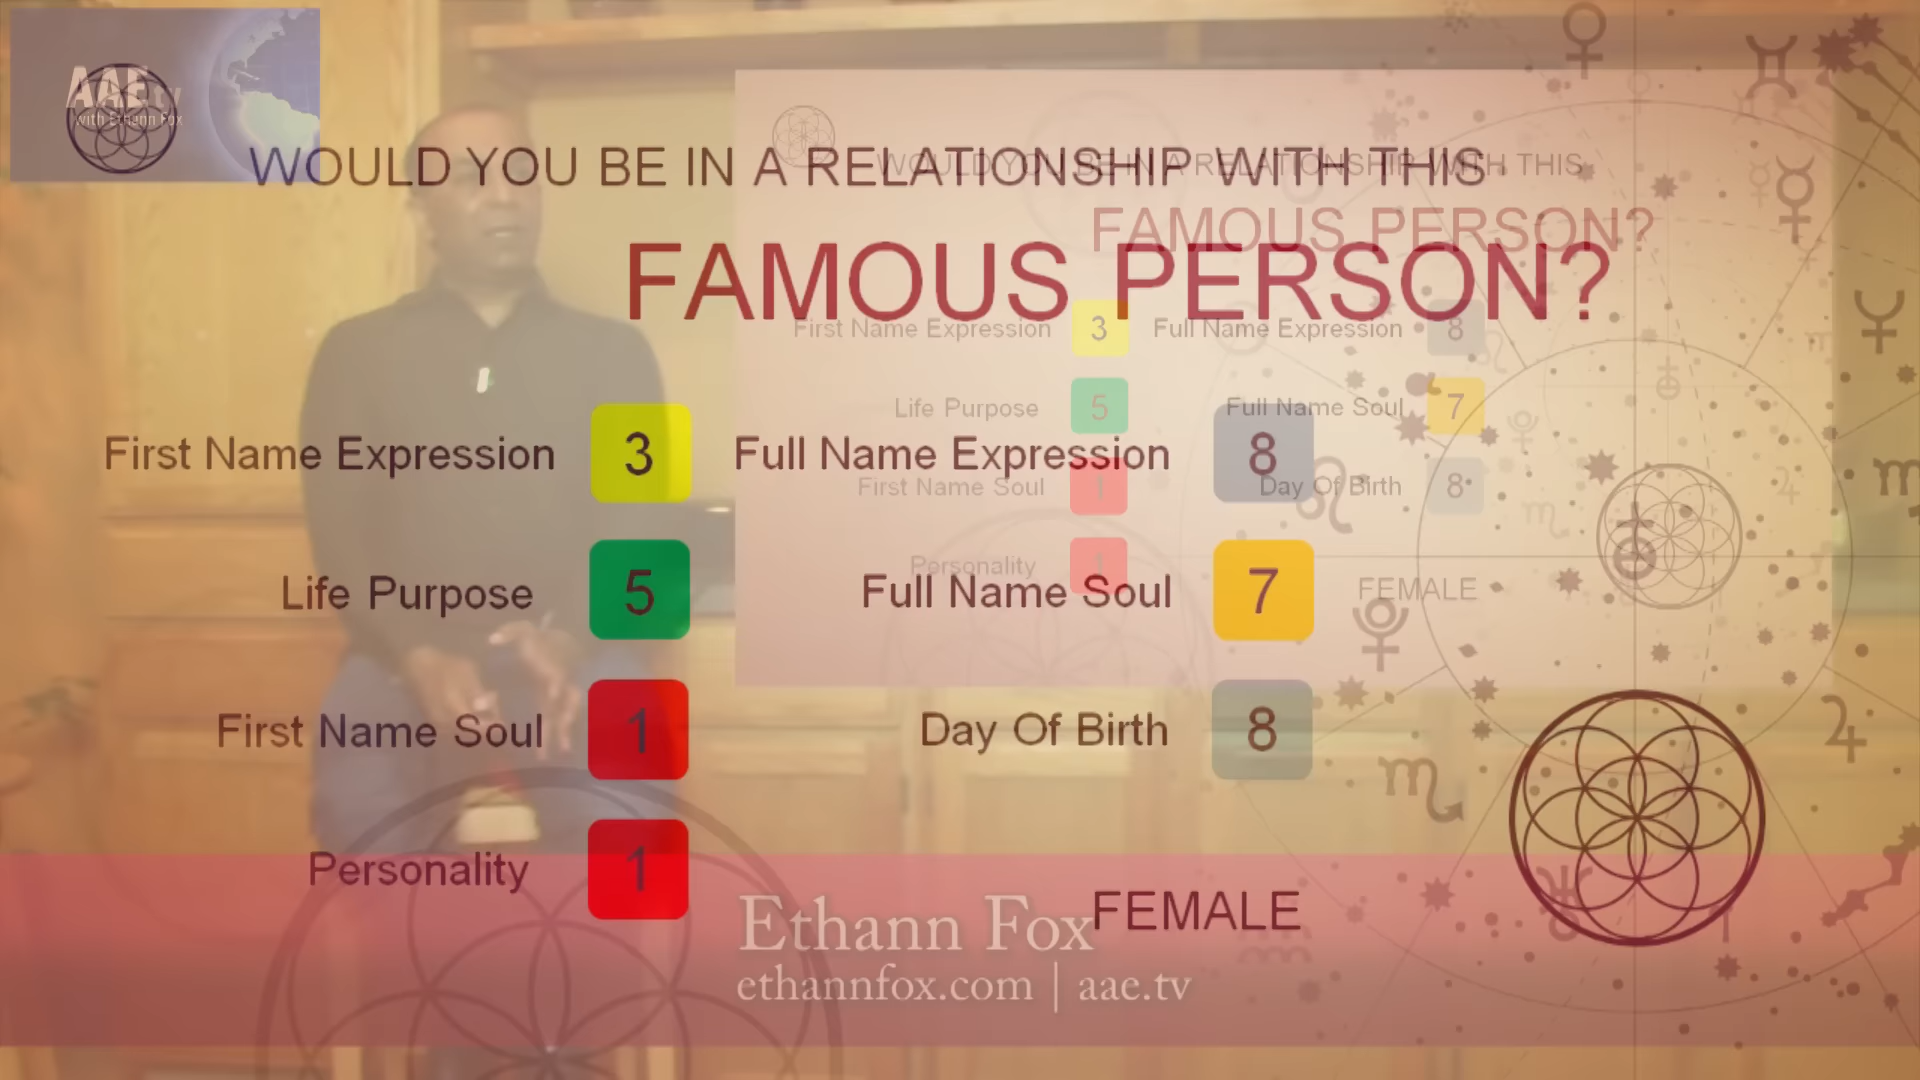 AAEtv
with Ethann Fox
WOULD YOU BE IN A RELATIONSHIP WITH THIS
FAMOUS PERSON?
First Name Expression 3 Full Name Expression 8
Life Purpose 5 Full Name Soul 7
First Name Soul 1 Day Of Birth 8
Personality 1
FEMALE
WOULD YOU BE IN A RELATIONSHIP WITH THIS
FAMOUS PERSON?
First Name Expression 3 Full Name Expression 8
Life Purpose 5 Full Name Soul 7
First Name Soul 1 Day Of Birth 8
Personality 1
FEMALE
Ethann Fox
ethannfox.com | aae.tv